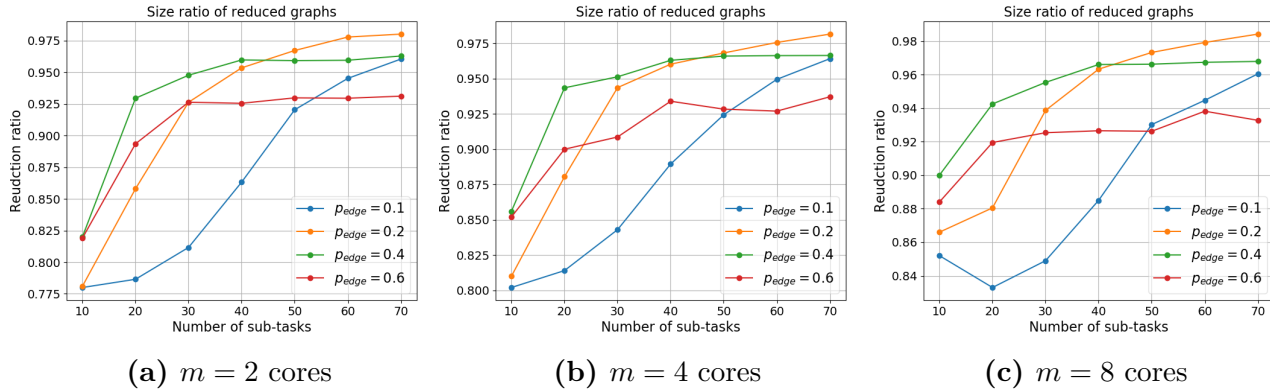 Size ratio of reduced graphs
0.975
0.950
0.925
0.900
0.875
0.850
0.825
0.800
0.775
Reudction ratio
10 20 30 40 50 60 70
Number of sub-tasks
p_edge = 0.1
p_edge = 0.2
p_edge = 0.4
p_edge = 0.6
(a) m = 2 cores
Size ratio of reduced graphs
0.975
0.950
0.925
0.900
0.875
0.850
0.825
0.800
Reudction ratio
10 20 30 40 50 60 70
Number of sub-tasks
p_edge = 0.1
p_edge = 0.2
p_edge = 0.4
p_edge = 0.6
(b) m = 4 cores
Size ratio of reduced graphs
0.98
0.96
0.94
0.92
0.90
0.88
0.86
0.84
Reudction ratio
10 20 30 40 50 60 70
Number of sub-tasks
p_edge = 0.1
p_edge = 0.2
p_edge = 0.4
p_edge = 0.6
(c) m = 8 cores